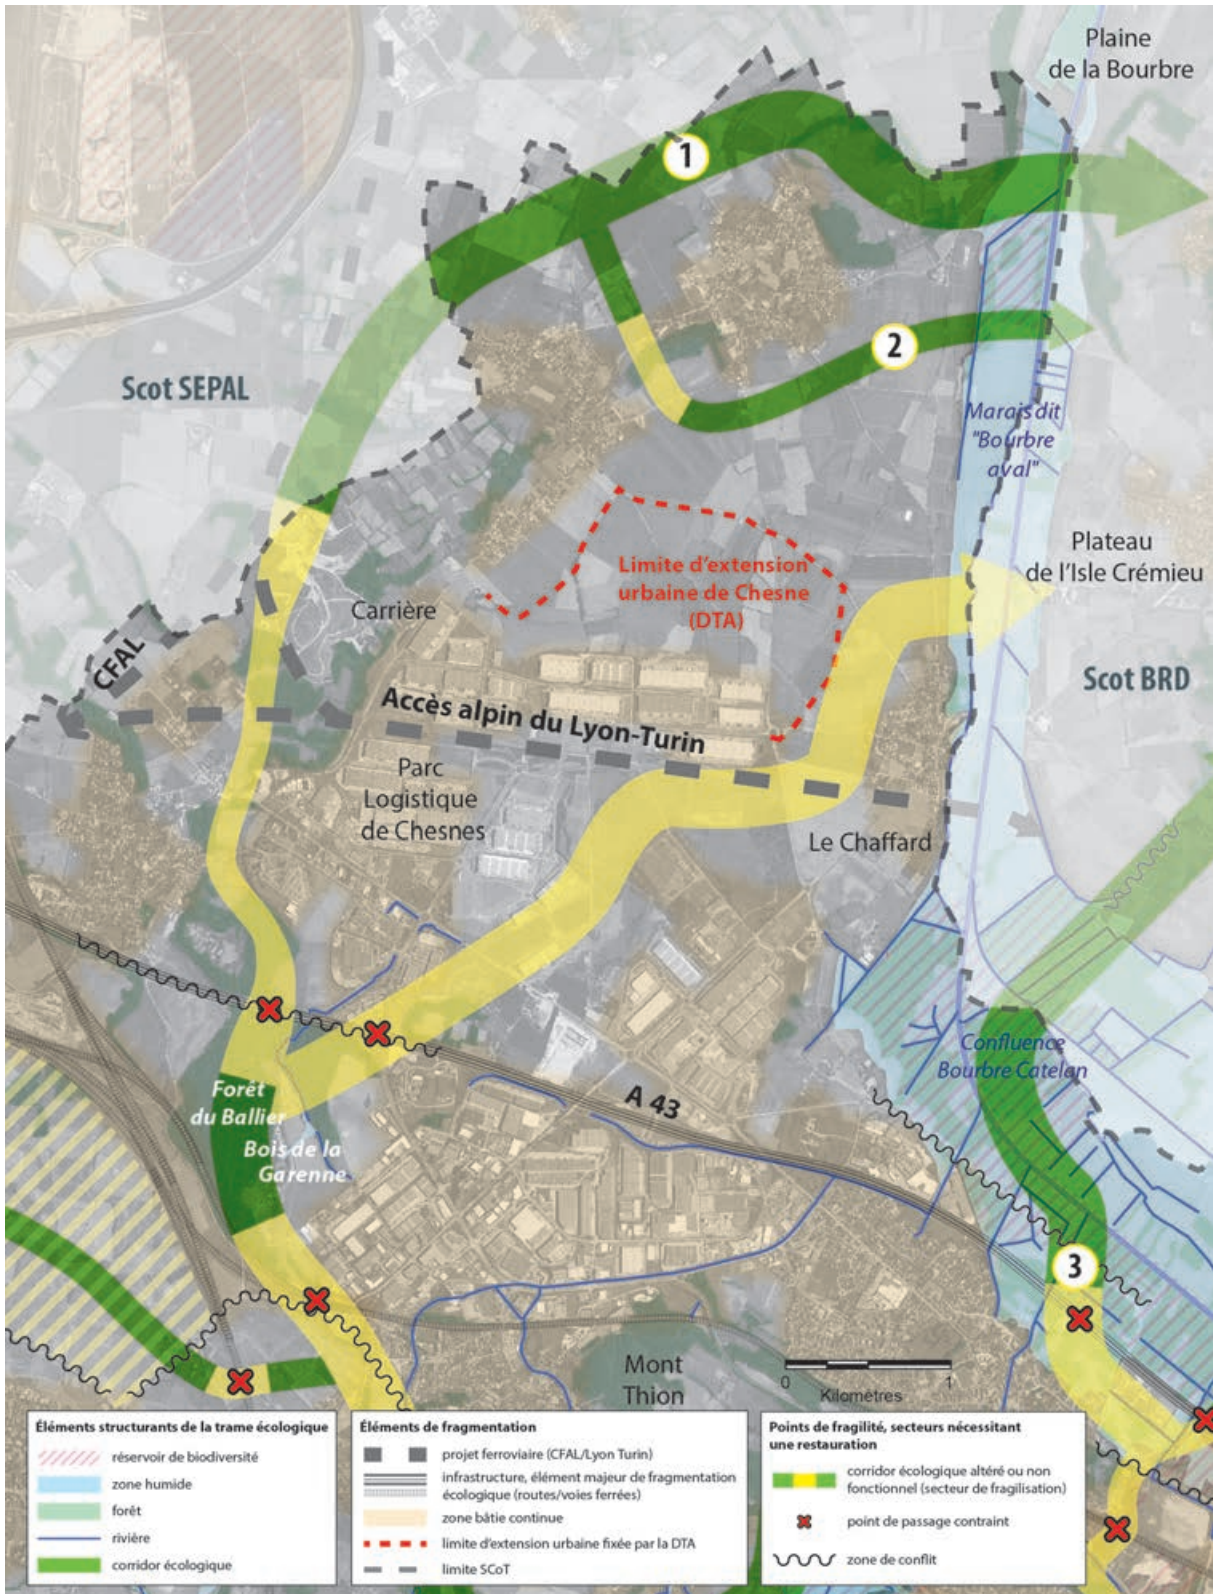 Plaine
de la Bourbre
1
2
Scot SEPAL
Marais dit
"Bourbre
aval"
Plateau
de l'Isle Crémieu
Limite d'extension
urbaine de Chesne
(DTA)
Carrière
CFAL
Scot BRD
Accès alpin du Lyon-Turin
Parc
Logistique
de Chesnes
Le Chaffard
Confluence
Bourbre Catelan
Forêt
du Ballier
A 43
Bois de la
Garenne
3
Mont
Thion
0
1
Kilomètres
Éléments structurants de la trame écologique
réservoir de biodiversité
zone humide
forêt
rivière
corridor écologique
Éléments de fragmentation
projet ferroviaire (CFAL/Lyon Turin)
infrastructure, élément majeur de fragmentation
écologique (routes/voies ferrées)
zone bâtie continue
limite d'extension urbaine fixée par la DTA
limite SCoT
Points de fragilité, secteurs nécessitant
une restauration
corridor écologique altéré ou non
fonctionnel (secteur de fragilisation)
point de passage contraint
zone de conflit